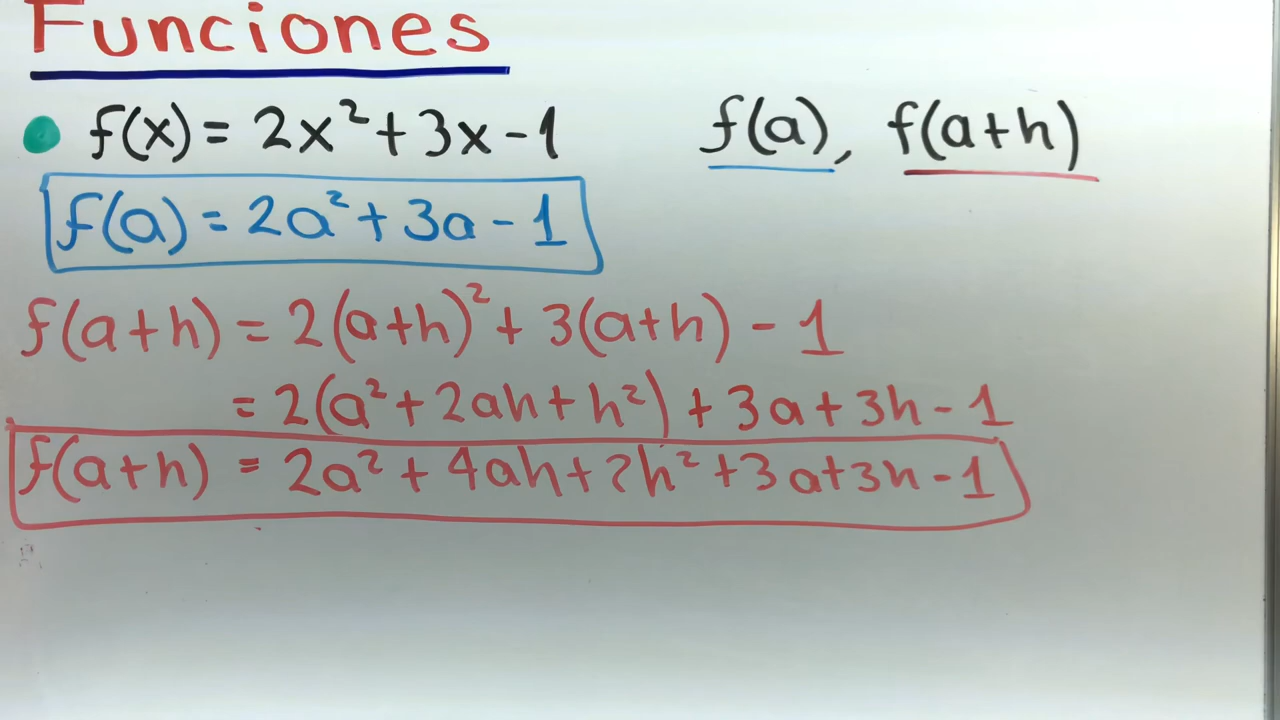 Funciones
f(x) = 2x² + 3x - 1 f(a), f(a+h)
f(a) = 2a² + 3a - 1
f(a+h) = 2(a+h)² + 3(a+h) - 1
= 2(a² + 2ah + h²) + 3a + 3h - 1
f(a+h) = 2a² + 4ah + 2h² + 3a + 3h - 1